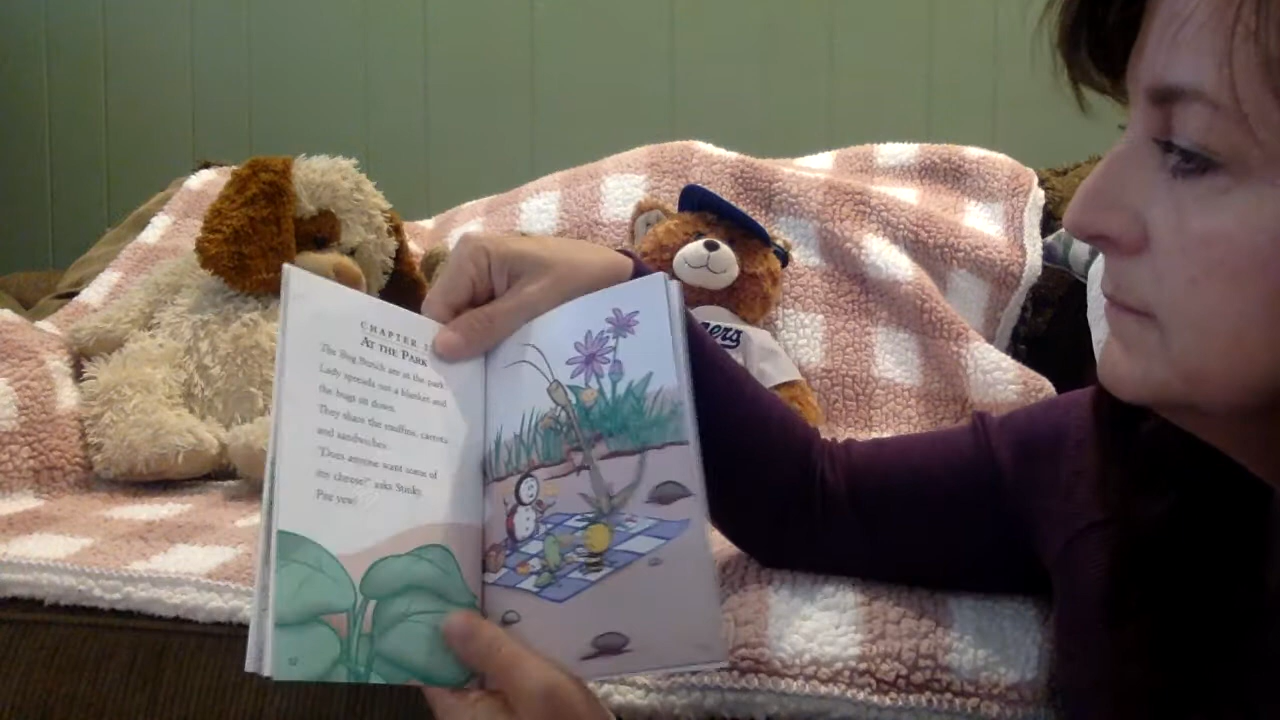 CHAPTER
AT THE PARK
The Bug Bunch are at the park.
Lady spreads out a blanket and
the bugs sit down.
They share the muffins, carrots
and sandwiches.
"Does anyone want some of
my cheese?" asks Stinky.
Pee yew!